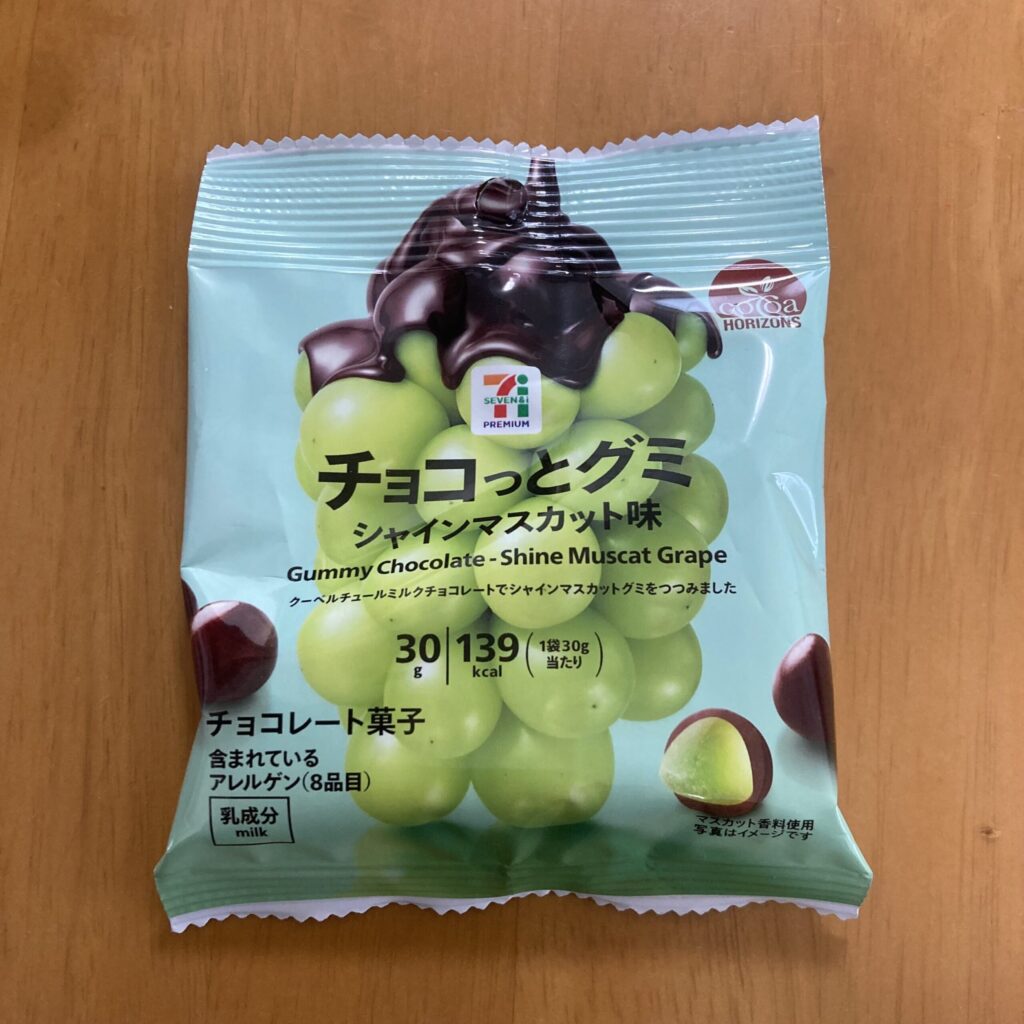 cocoa
HORIZONS
SEVEN&i
PREMIUM
チョコっとグミ
シャインマスカット味
Gummy Chocolate - Shine Muscat Grape
クーベルチュールミルクチョコレートでシャインマスカットグミをつつみました
30g 139kcal (1袋30g当たり)
チョコレート菓子
含まれている
アレルゲン(8品目)
乳成分
milk
マスカット香料使用
写真はイメージです